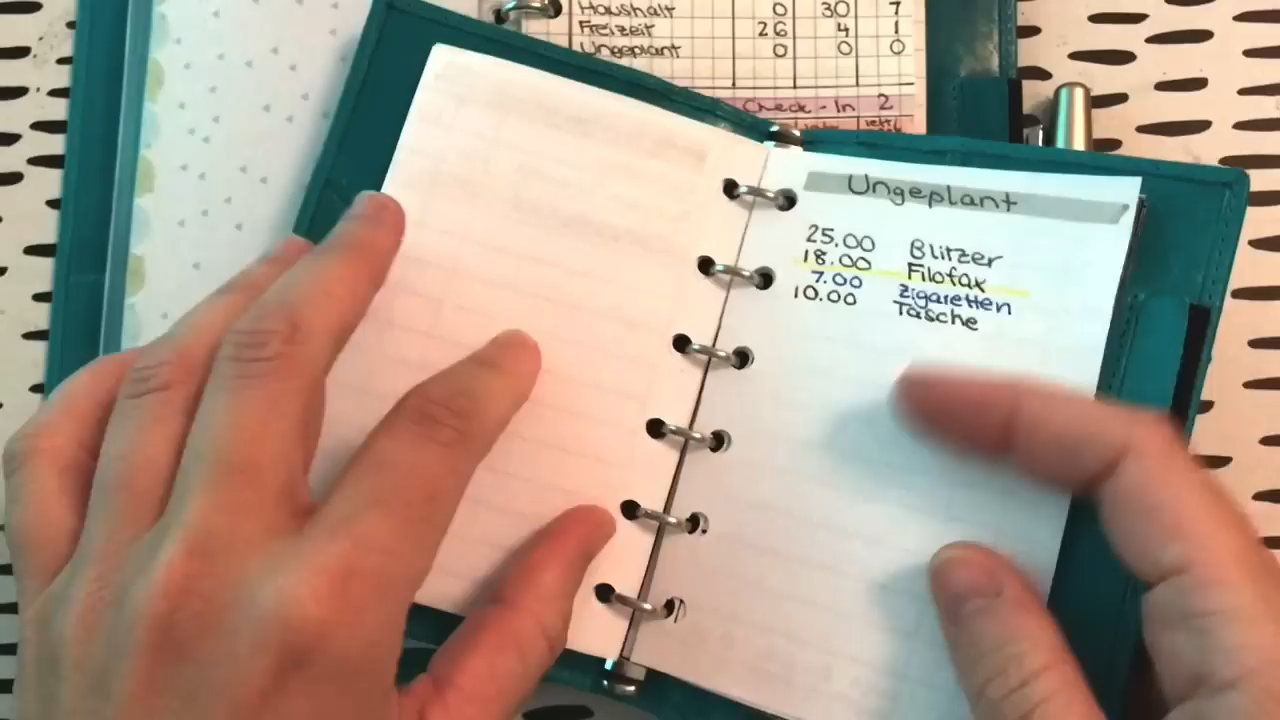 Haushalt 0 30 7
Freizeit 26 4 1
Ungeplant 0 0 0
Check-In 2
Ungeplant
25.00 Blitzer
18.00 Filofax
7.00 Zigaretten
10.00 Tasche